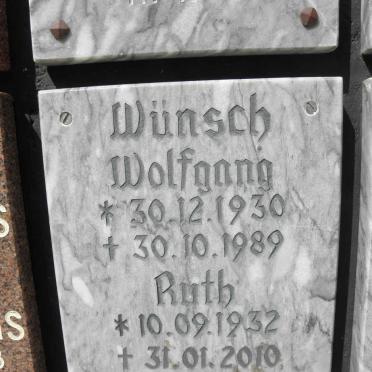 Wünsch
Wolfgang
* 30.12.1930
† 30.10.1989
Ruth
* 10.09.1932
† 31.01.2010